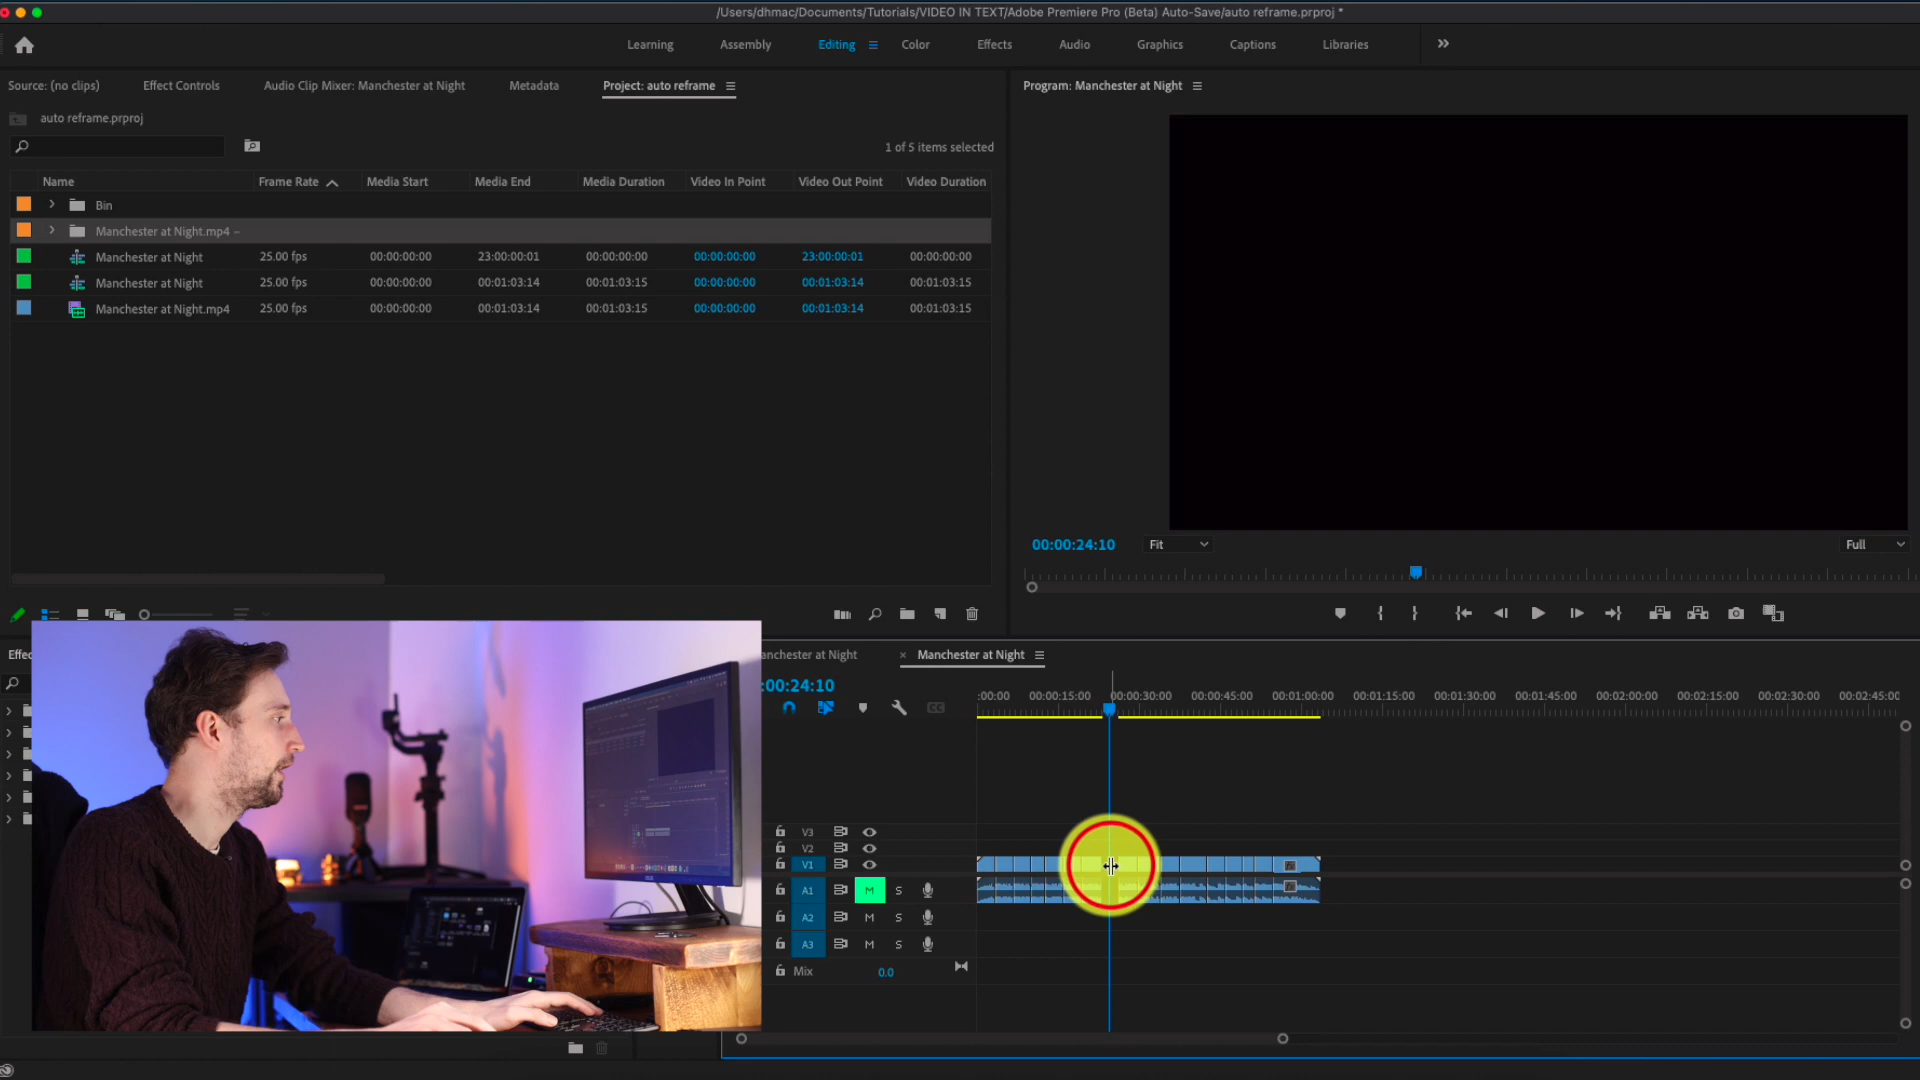 /Users/dhmac/Documents/Tutorials/VIDEO IN TEXT/Adobe Premiere Pro (Beta) Auto-Save/auto reframe.prproj *
Learning Assembly Editing Color Effects Audio Graphics Captions Libraries
Source: (no clips) Effect Controls Audio Clip Mixer: Manchester at Night Metadata Project: auto reframe
Program: Manchester at Night
auto reframe.prproj
1 of 5 items selected
Name Frame Rate Media Start Media End Media Duration Video In Point Video Out Point Video Duration
Bin
Manchester at Night.mp4 –
Manchester at Night 25.00 fps 00:00:00:00 23:00:00:01 00:00:00:00 00:00:00:00 23:00:00:01 00:00:00:00
Manchester at Night 25.00 fps 00:00:00:00 00:01:03:14 00:01:03:15 00:00:00:00 00:01:03:14 00:01:03:15
Manchester at Night.mp4 25.00 fps 00:00:00:00 00:01:03:14 00:01:03:15 00:00:00:00 00:01:03:14 00:01:03:15
00:00:24:10 Fit Full
Effec
anchester at Night × Manchester at Night
:00:24:10
:00:00 00:00:15:00 00:00:30:00 00:00:45:00 00:01:00:00 00:01:15:00 00:01:30:00 00:01:45:00 00:02:00:00 00:02:15:00 00:02:30:00 00:02:45:00
CC
V3
V2
V1
A1 M S
A2 M S
A3 M S
Mix 0.0